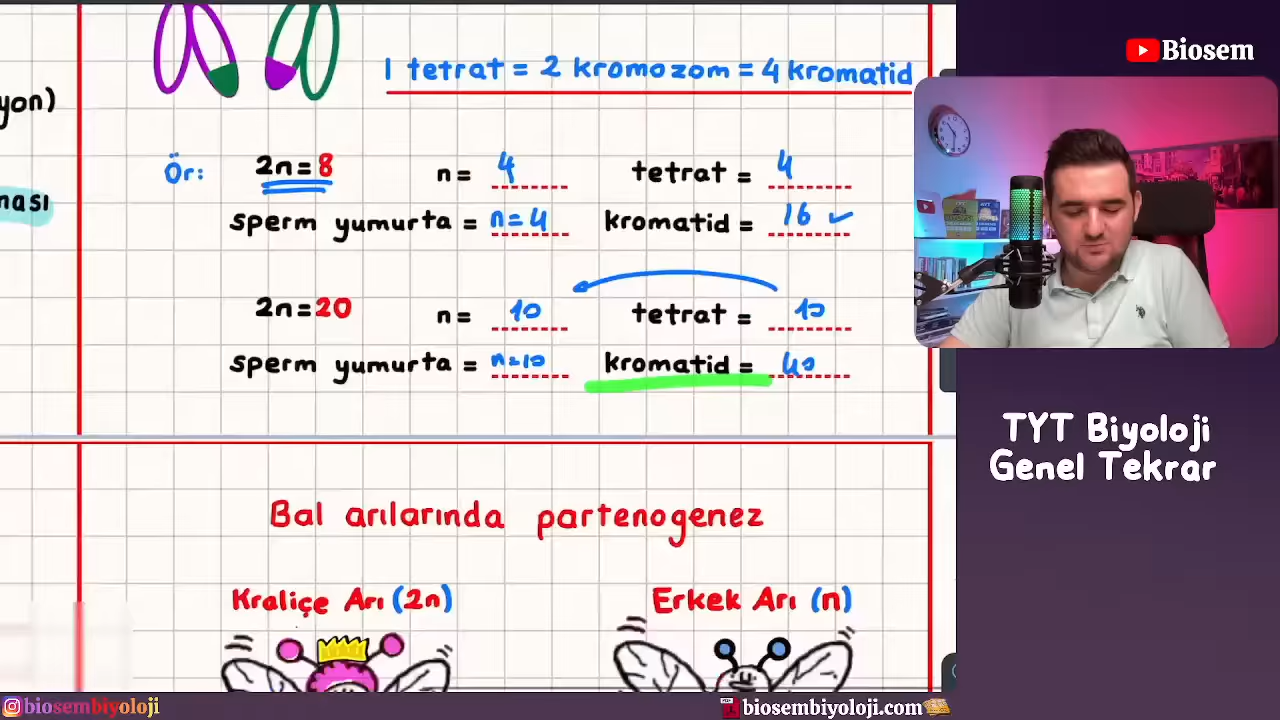 1 tetrat = 2 kromozom = 4 kromatid
yon)
Ör: 2n=8 n= 4 tetrat = 4
nası
sperm yumurta = n=4 kromatid = 16
2n=20 n= 10 tetrat = 10
sperm yumurta = n=10 kromatid = 40
Bal arılarında partenogenez
Kraliçe Arı (2n) Erkek Arı (n)
Biosem
TYT Biyoloji
Genel Tekrar
biosembiyoloji
biosembiyoloji.com